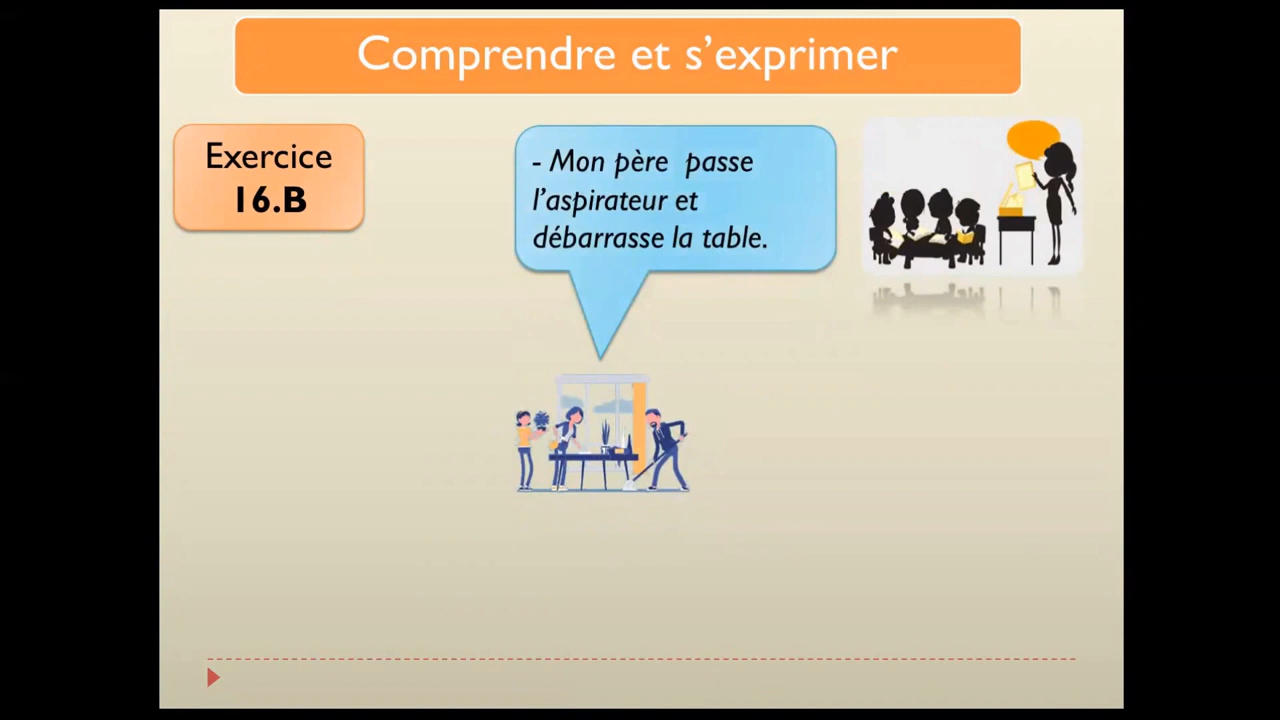 Comprendre et s’exprimer
Exercice
16.B
- Mon père passe
l’aspirateur et
débarrasse la table.